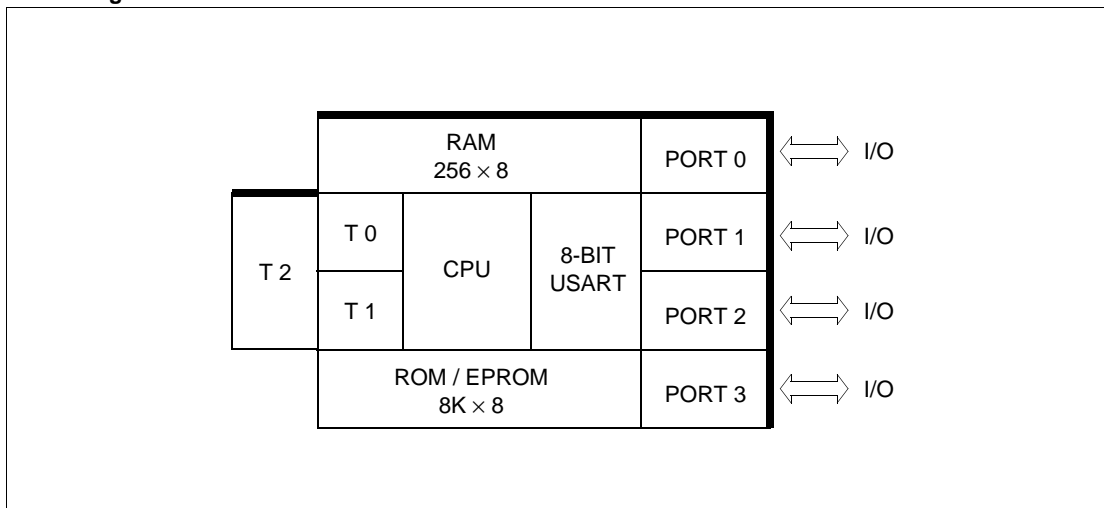 RAM
256 × 8
PORT 0
I/O
T 2
T 0
T 1
CPU
8-BIT
USART
PORT 1
I/O
PORT 2
I/O
ROM / EPROM
8K × 8
PORT 3
I/O